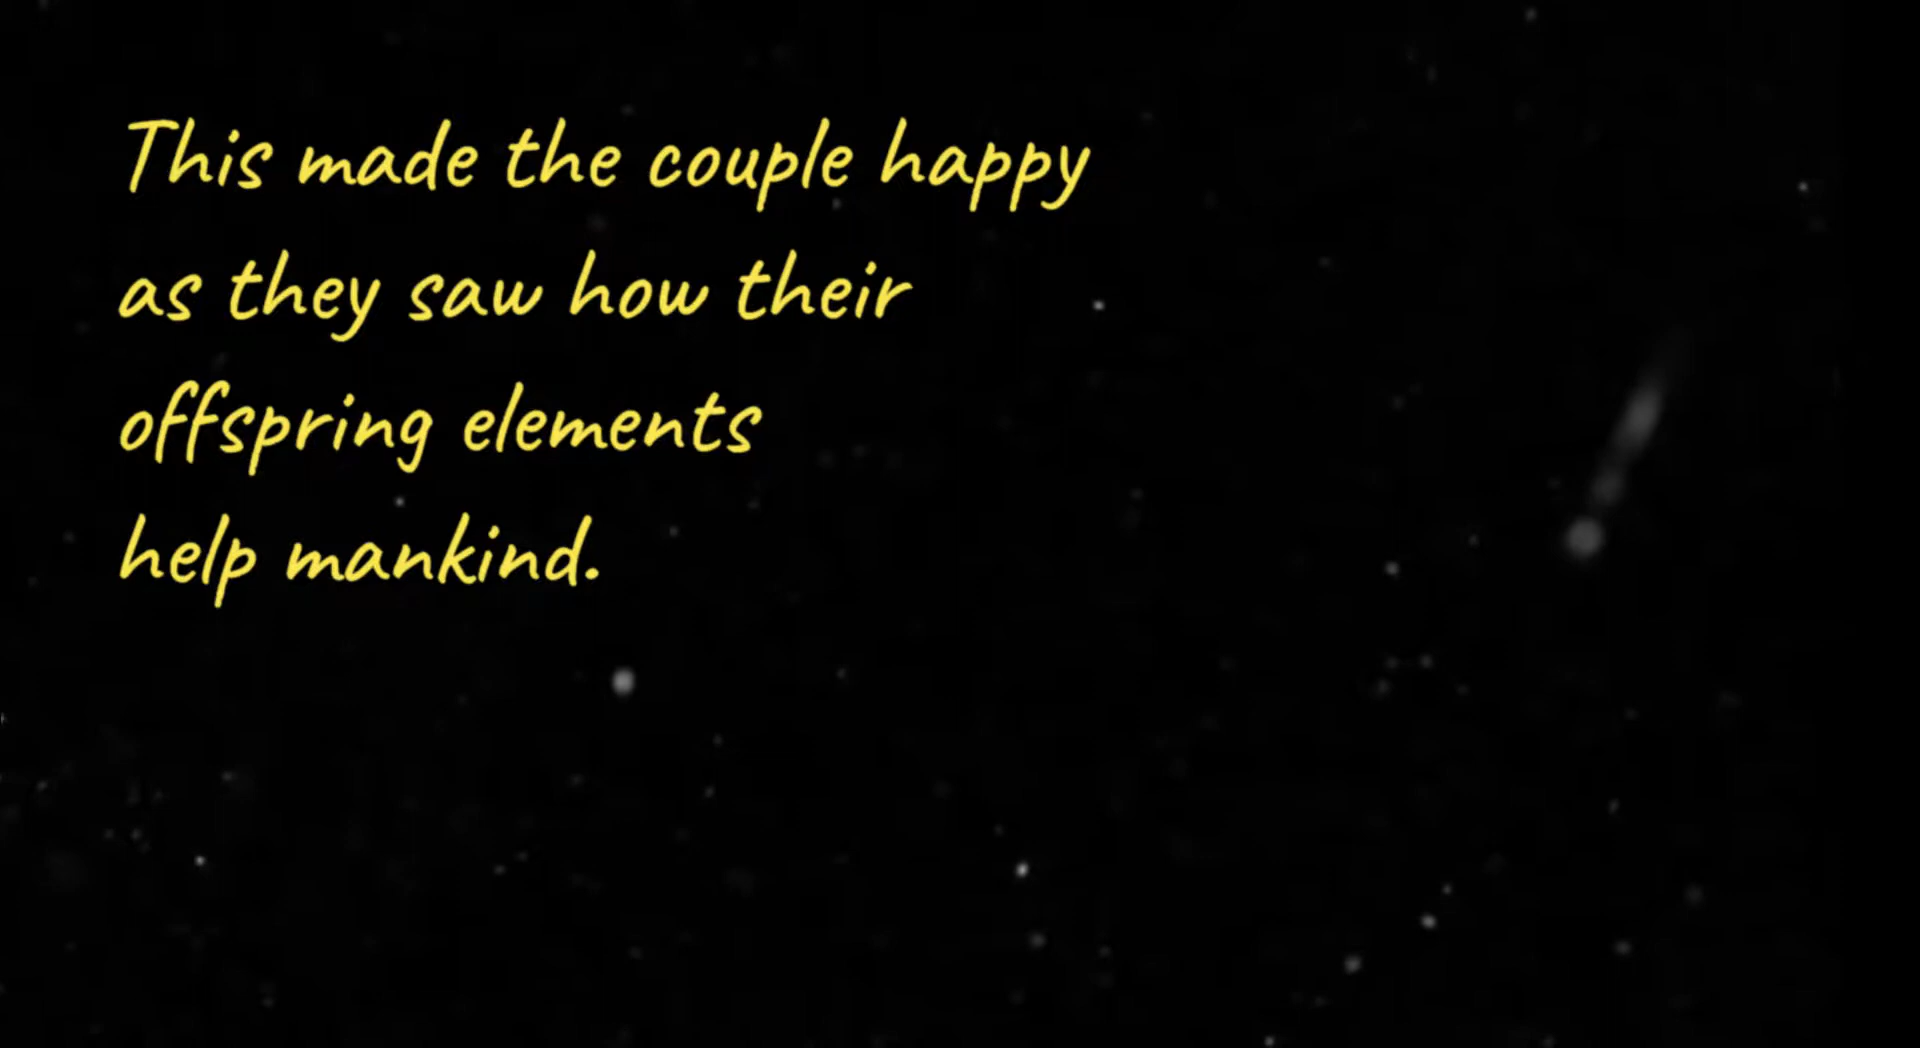 This made the couple happy
as they saw how their
offspring elements
help mankind.